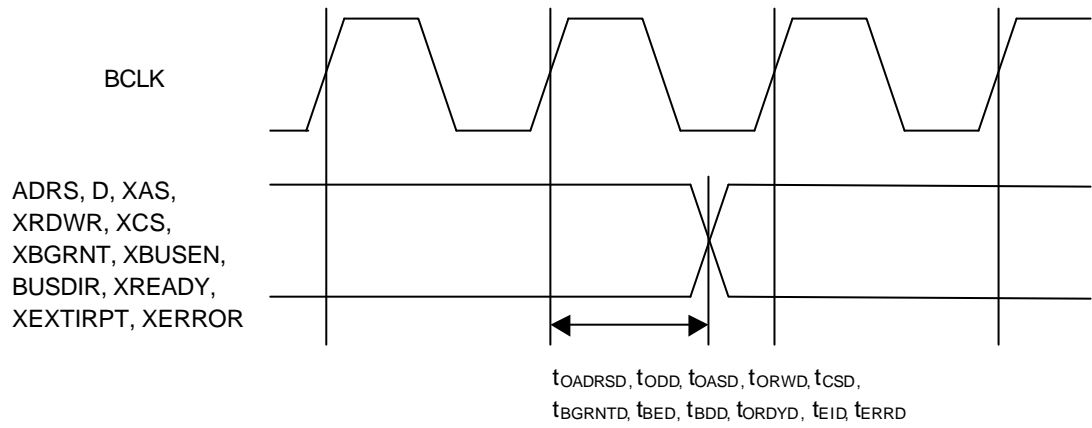 BCLK
ADRS, D, XAS,
XRDWR, XCS,
XBGRNT, XBUSEN,
BUSDIR, XREADY,
XEXTIRPT, XERROR
tOADRSD, tODD, tOASD, tORWD, tCSD,
tBGRNTD, tBED, tBDD, tORDYD, tEID, tERRD